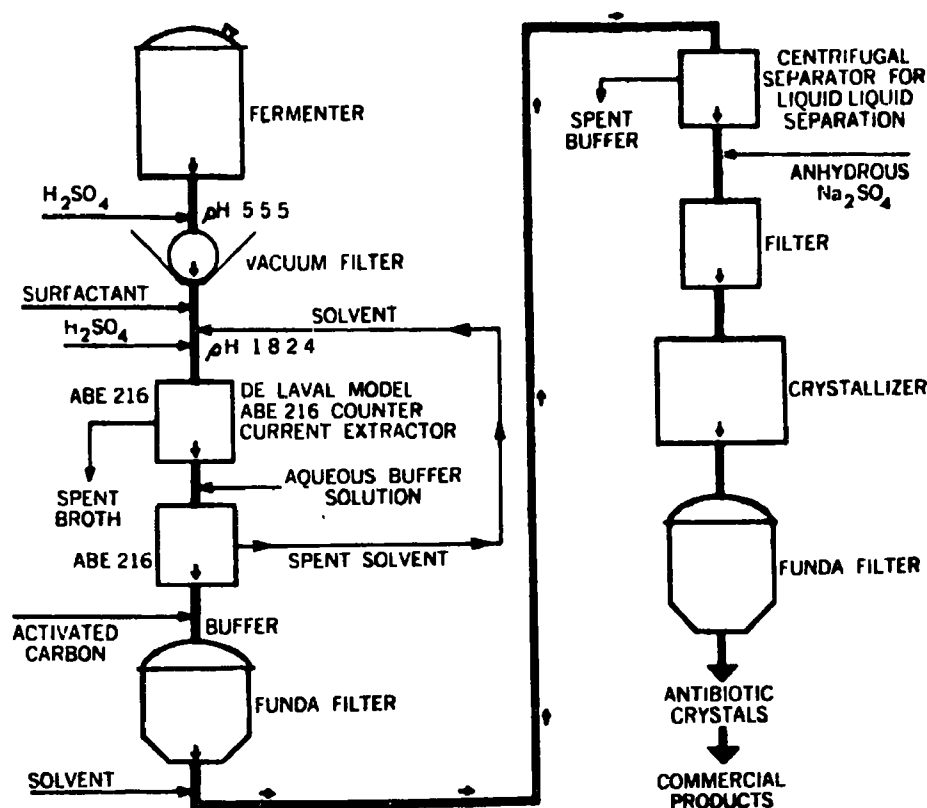 FERMENTER
H2SO4
pH 5 5 5
VACUUM FILTER
SURFACTANT
SOLVENT
H2SO4
pH 1 8 2 4
ABE 216
DE LAVAL MODEL
ABE 216 COUNTER
CURRENT EXTRACTOR
SPENT
BROTH
AQUEOUS BUFFER
SOLUTION
ABE 216
SPENT SOLVENT
ACTIVATED
CARBON
BUFFER
FUNDA FILTER
SOLVENT
CENTRIFUGAL
SEPARATOR FOR
LIQUID LIQUID
SEPARATION
SPENT
BUFFER
ANHYDROUS
Na2SO4
FILTER
CRYSTALLIZER
FUNDA FILTER
ANTIBIOTIC
CRYSTALS
COMMERCIAL
PRODUCTS